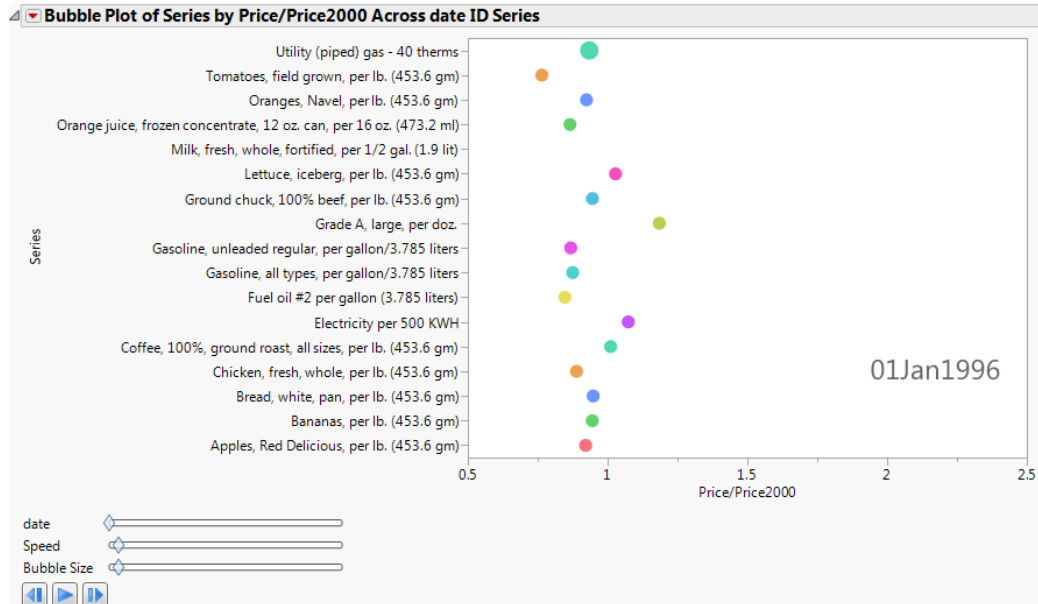 Bubble Plot of Series by Price/Price2000 Across date ID Series
Utility (piped) gas - 40 therms
Tomatoes, field grown, per lb. (453.6 gm)
Oranges, Navel, per lb. (453.6 gm)
Orange juice, frozen concentrate, 12 oz. can, per 16 oz. (473.2 ml)
Milk, fresh, whole, fortified, per 1/2 gal. (1.9 lit)
Lettuce, iceberg, per lb. (453.6 gm)
Ground chuck, 100% beef, per lb. (453.6 gm)
Grade A, large, per doz.
Gasoline, unleaded regular, per gallon/3.785 liters
Gasoline, all types, per gallon/3.785 liters
Fuel oil #2 per gallon (3.785 liters)
Electricity per 500 KWH
Coffee, 100%, ground roast, all sizes, per lb. (453.6 gm)
Chicken, fresh, whole, per lb. (453.6 gm)
Bread, white, pan, per lb. (453.6 gm)
Bananas, per lb. (453.6 gm)
Apples, Red Delicious, per lb. (453.6 gm)
Series
01Jan1996
0.5 1 1.5 2 2.5
Price/Price2000
date
Speed
Bubble Size